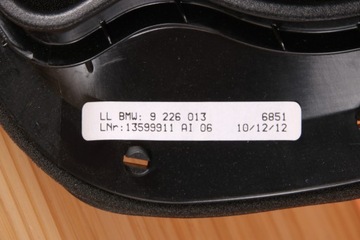 LL BMW: 9 226 013 6851
LNr:13599911 AI 06 10/12/12